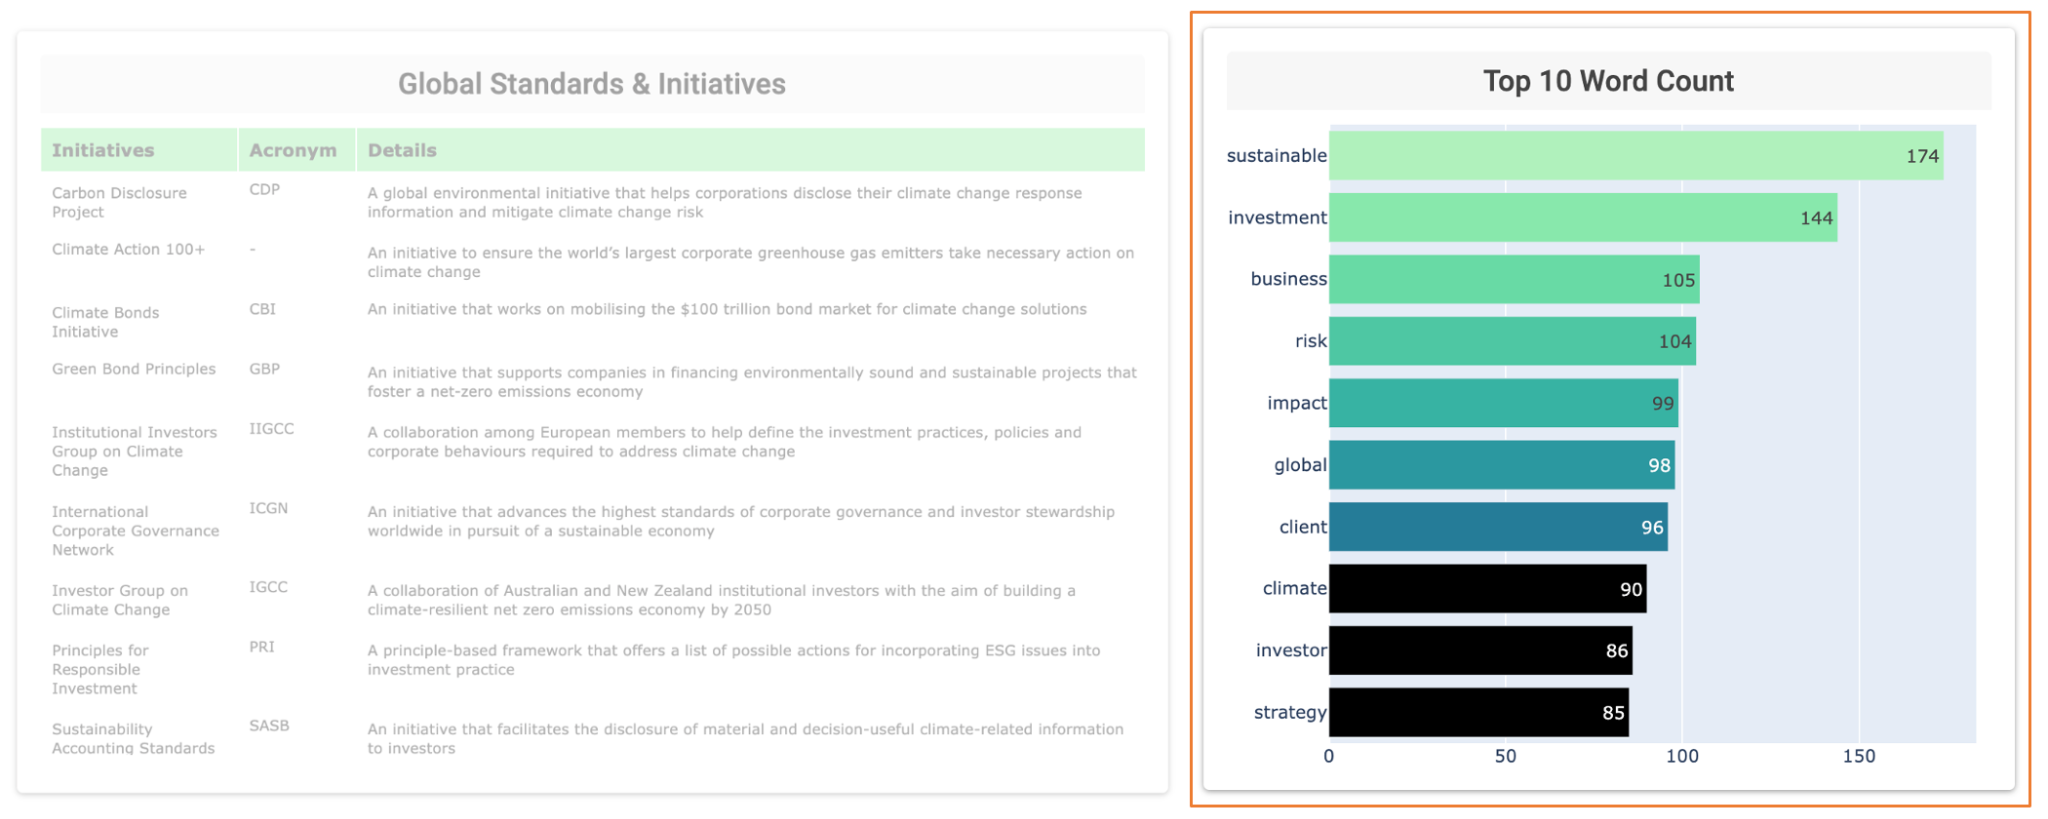 Global Standards & Initiatives
Initiatives Acronym Details
Carbon Disclosure CDP A global environmental initiative that helps corporations disclose their climate change response
Project information and mitigate climate change risk
Climate Action 100+ - An initiative to ensure the world’s largest corporate greenhouse gas emitters take necessary action on
climate change
Climate Bonds CBI An initiative that works on mobilising the $100 trillion bond market for climate change solutions
Initiative
Green Bond Principles GBP An initiative that supports companies in financing environmentally sound and sustainable projects that
foster a net-zero emissions economy
Institutional Investors IIGCC A collaboration among European members to help define the investment practices, policies and
Group on Climate corporate behaviours required to address climate change
Change
International ICGN An initiative that advances the highest standards of corporate governance and investor stewardship
Corporate Governance worldwide in pursuit of a sustainable economy
Network
Investor Group on IGCC A collaboration of Australian and New Zealand institutional investors with the aim of building a
Climate Change climate-resilient net zero emissions economy by 2050
Principles for PRI A principle-based framework that offers a list of possible actions for incorporating ESG issues into
Responsible investment practice
Investment
Sustainability SASB An initiative that facilitates the disclosure of material and decision-useful climate-related information
Accounting Standards to investors
Top 10 Word Count
sustainable 174
investment 144
business 105
risk 104
impact 99
global 98
client 96
climate 90
investor 86
strategy 85
0 50 100 150